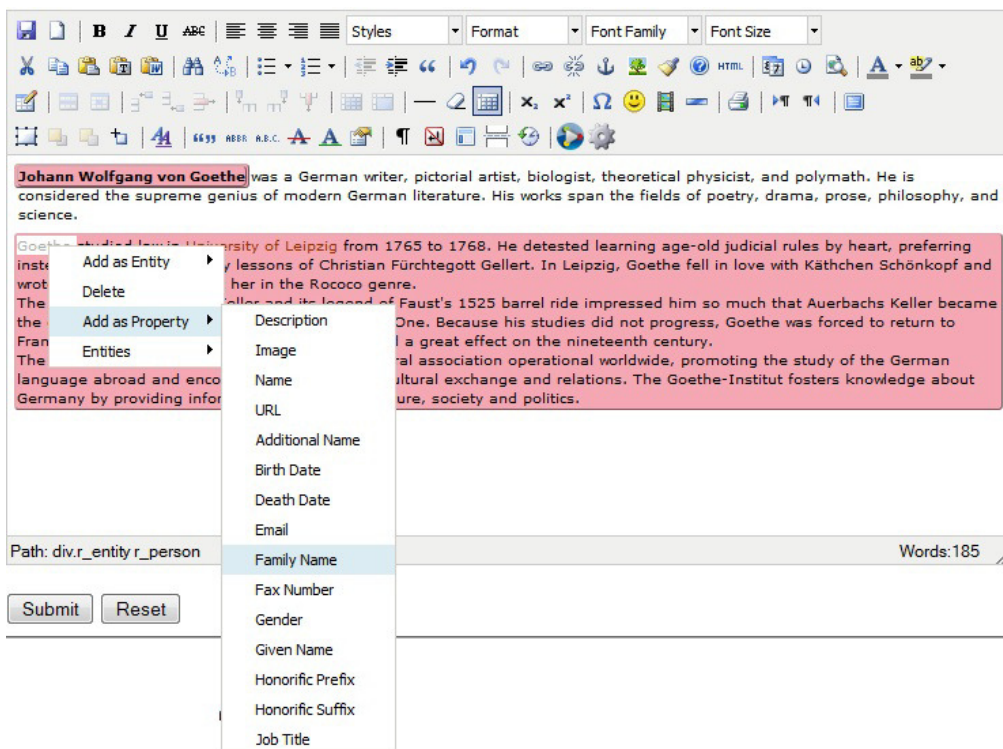 B I U ABC Styles Format Font Family Font Size
HTML
ABBR A.B.C.
Johann Wolfgang von Goethe was a German writer, pictorial artist, biologist, theoretical physicist, and polymath. He is
considered the supreme genius of modern German literature. His works span the fields of poetry, drama, prose, philosophy, and
science.
Goethe studied law in University of Leipzig from 1765 to 1768. He detested learning age-old judicial rules by heart, preferring
y lessons of Christian Fürchtegott Gellert. In Leipzig, Goethe fell in love with Käthchen Schönkopf and
her in the Rococo genre.
The and its legend of Faust's 1525 barrel ride impressed him so much that Auerbachs Keller became
the One. Because his studies did not progress, Goethe was forced to return to
a great effect on the nineteenth century.
The association operational worldwide, promoting the study of the German
language abroad and exchange and relations. The Goethe-Institut fosters knowledge about
Germany by providing society and politics.
Add as Entity
Delete
Add as Property
Entities
Description
Image
Name
URL
Additional Name
Birth Date
Death Date
Email
Family Name
Fax Number
Gender
Given Name
Honorific Prefix
Honorific Suffix
Job Title
Path: div.r_entity r_person Words:185
Submit Reset